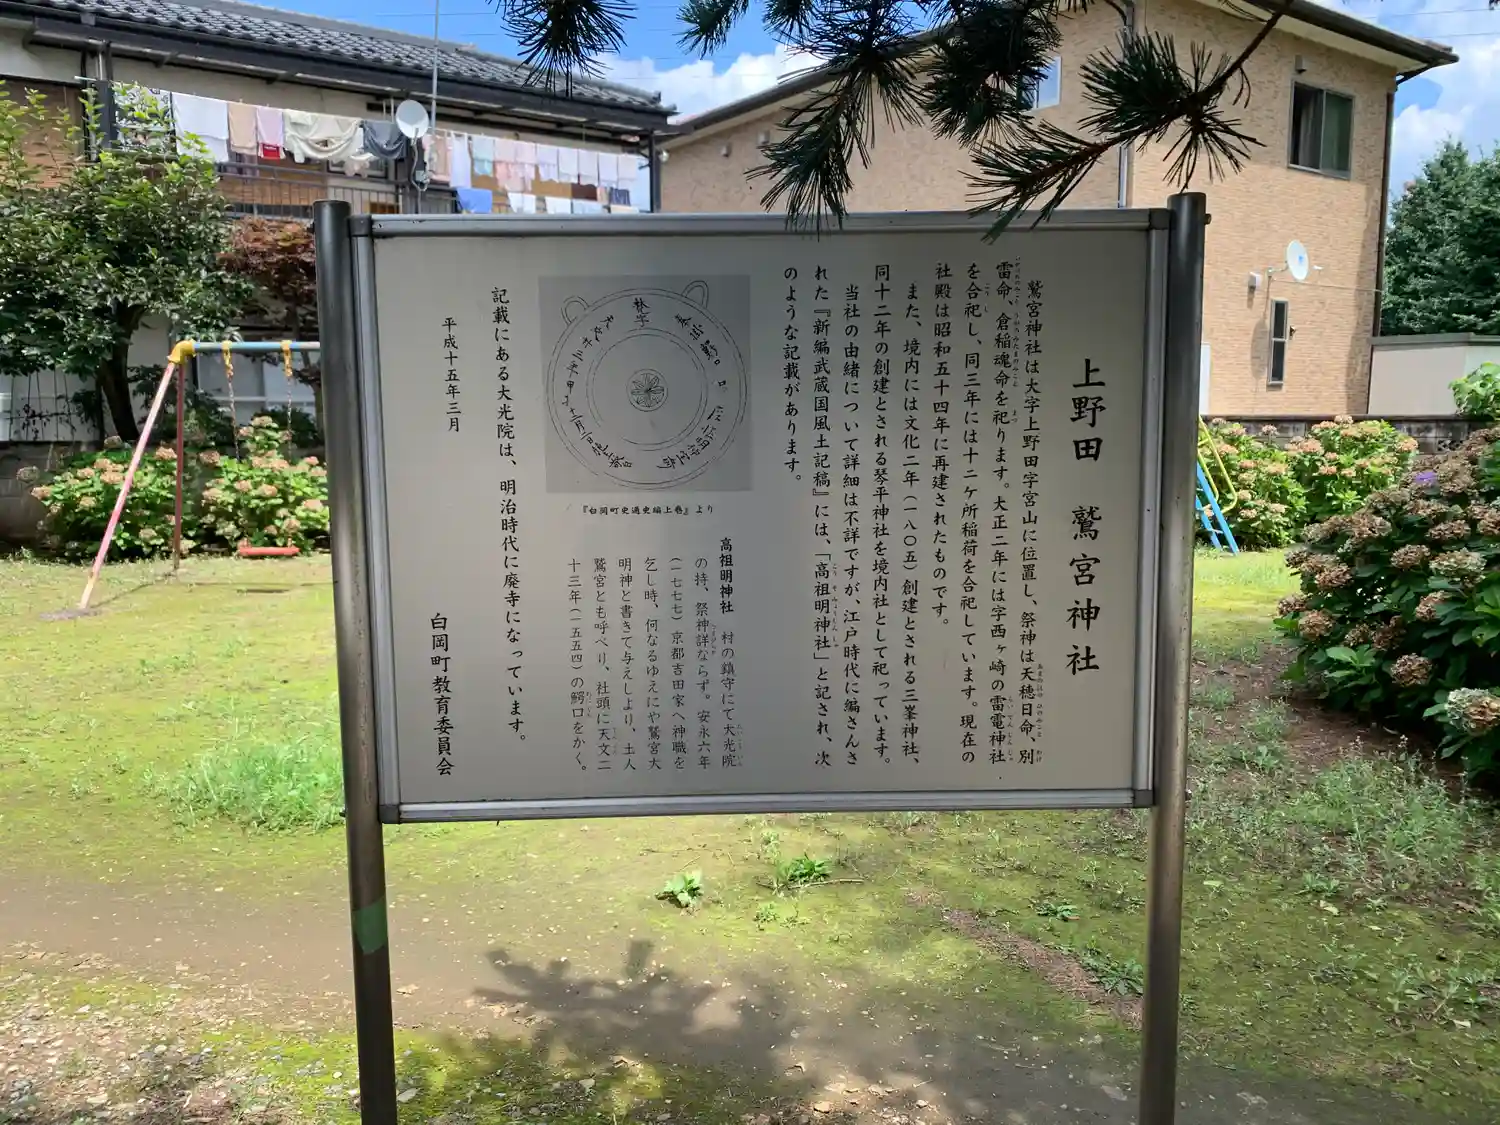 上野田 鷲宮神社
鷲宮神社は大字上野田字宮山に位置し、祭神は天穂日命、別
雷命、倉稲魂命を祀ります。大正二年には字西ヶ崎の雷電神社
を合祀し、同三年には十二ケ所稲荷を合祀しています。現在の
社殿は昭和五十四年に再建されたものです。
また、境内には文化二年(一八〇五)創建とされる三峯神社、
同十二年の創建とされる琴平神社を境内社として祀っています。
当社の由緒について詳細は不詳ですが、江戸時代に編さんさ
れた『新編武蔵国風土記稿』には、「高祖明神社」と記され、次
のような記載があります。
『白岡町史通史編上巻』より
高祖明神社 村の鎮守にて大光院
の持、祭神詳ならず。安永六年
(一七七七)京都吉田家へ神職を
乞し時、何なるゆえにや鷲宮大
明神と書きて与えしより、土人
鷲宮とも呼べり、社頭に天文二
十三年(一五五四)の鰐口をかく。
記載にある大光院は、明治時代に廃寺になっています。
平成十五年三月
白岡町教育委員会